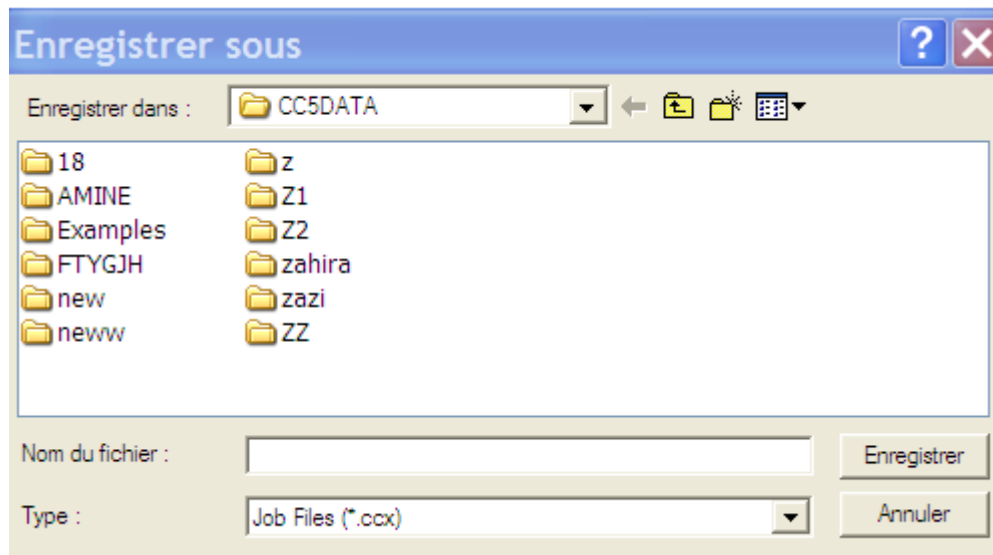 Enregistrer sous
Enregistrer dans : CC5DATA
18
AMINE
Examples
FTYGJH
new
neww
z
Z1
Z2
zahira
zazi
ZZ
Nom du fichier : Enregistrer
Type : Job Files (*.ccx) Annuler